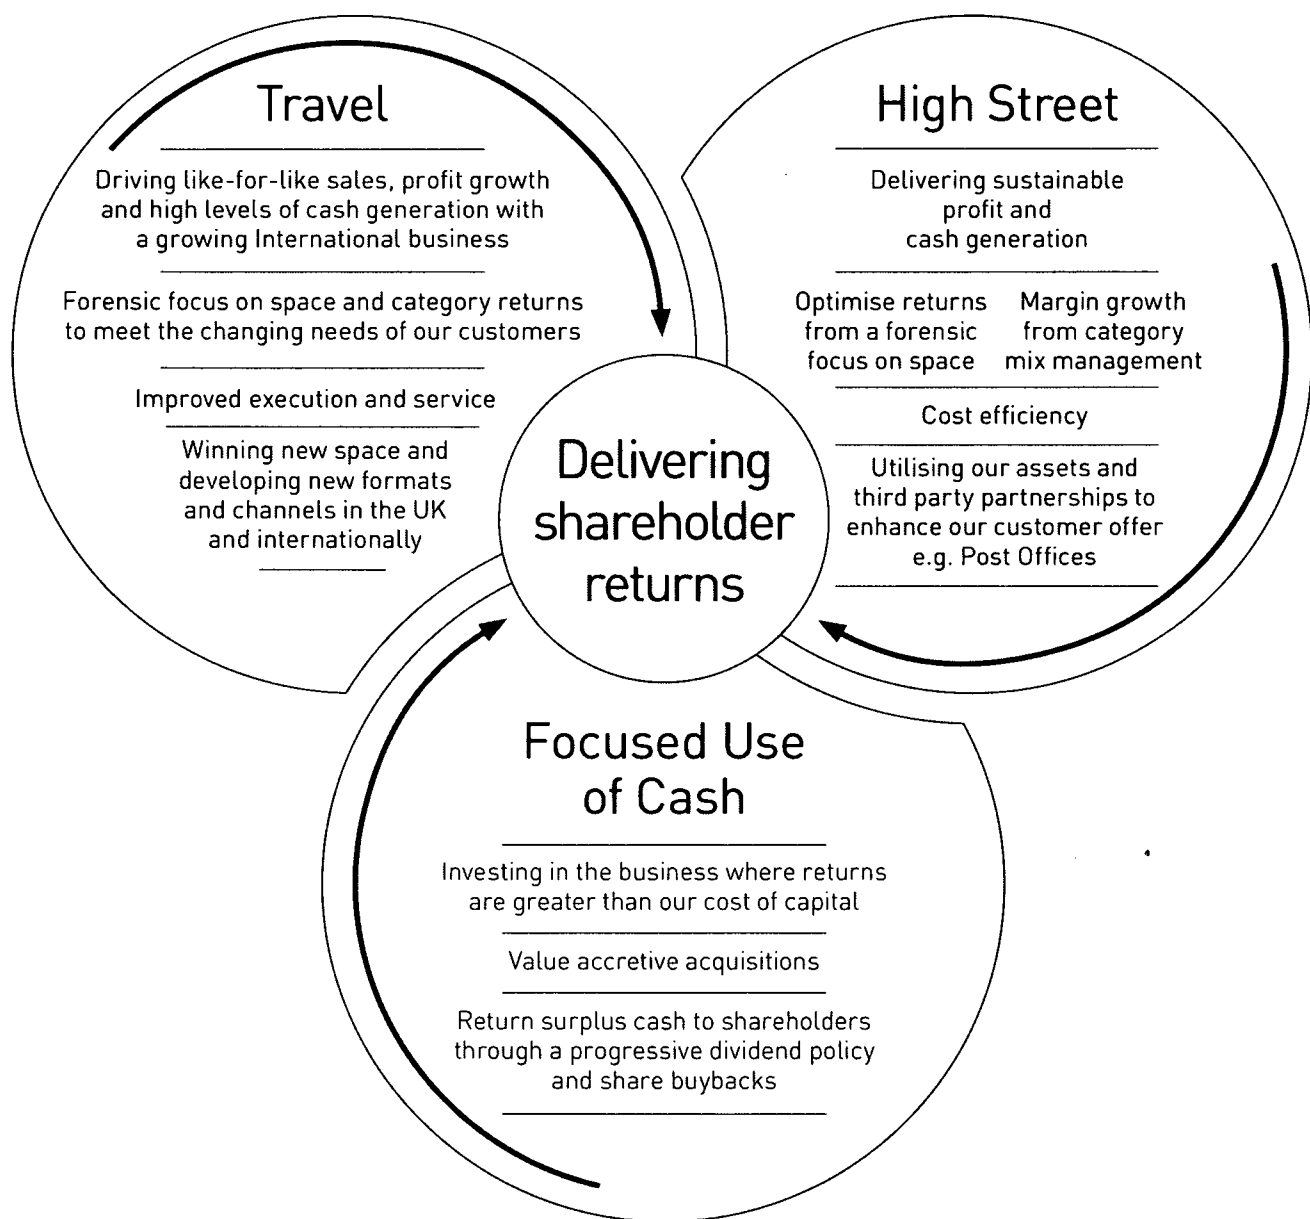 Travel
Driving like-for-like sales, profit growth
and high levels of cash generation with
a growing International business
Forensic focus on space and category returns
to meet the changing needs of our customers
Improved execution and service
Winning new space and
developing new formats
and channels in the UK
and internationally
High Street
Delivering sustainable
profit and
cash generation
Optimise returns
from a forensic
focus on space
Margin growth
from category
mix management
Cost efficiency
Utilising our assets and
third party partnerships to
enhance our customer offer
e.g. Post Offices
Delivering
shareholder
returns
Focused Use
of Cash
Investing in the business where returns
are greater than our cost of capital
Value accretive acquisitions
Return surplus cash to shareholders
through a progressive dividend policy
and share buybacks